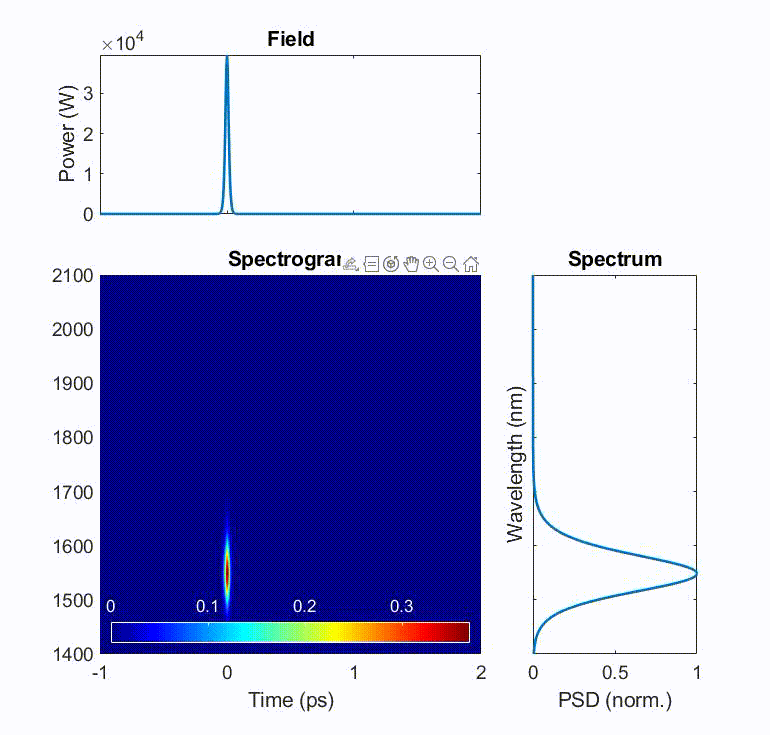 Field
×10⁴
Power (W)
3
2
1
0
Spectrogram
Spectrum
2100
2000
1900
1800
1700
1600
1500
1400
Wavelength (nm)
0 0.1 0.2 0.3
-1 0 1 2
Time (ps)
0 0.5 1
PSD (norm.)